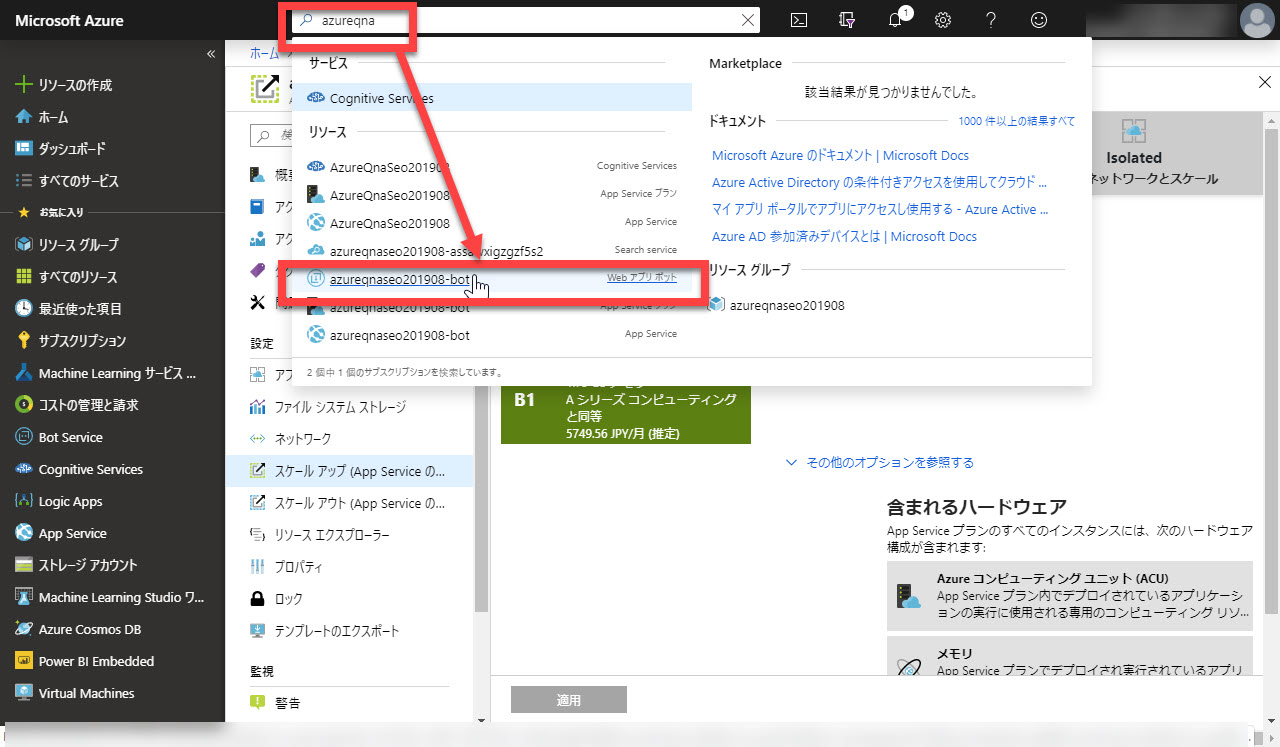 Microsoft Azure
azureqna
1
«
リソースの作成
ホーム
ダッシュボード
すべてのサービス
お気に入り
リソース グループ
すべてのリソース
最近使った項目
サブスクリプション
Machine Learning サービス ...
コストの管理と請求
Bot Service
Cognitive Services
Logic Apps
App Service
ストレージ アカウント
Machine Learning Studio ワ...
Azure Cosmos DB
Power BI Embedded
Virtual Machines
ホーム
サービス
Cognitive Services
リソース
AzureQnaSeo201908 Cognitive Services
AzureQnaSeo201908 App Service プラン
AzureQnaSeo201908 App Service
Search service
azureqnaseo201908-bot Web アプリ ボット
azureqnaseo201908-bot App Service プラン
azureqnaseo201908-bot App Service
2 個中 1 個のサブスクリプションを検索しています。
Marketplace
該当結果が見つかりませんでした。
ドキュメント 1000 件以上の結果すべて
Microsoft Azure のドキュメント | Microsoft Docs
Azure Active Directory の条件付きアクセスを使用してクラウド ...
マイ アプリ ポータルでアプリにアクセスし使用する - Azure Active ...
Azure AD 参加済みデバイスとは | Microsoft Docs
リソース グループ
azureqnaseo201908
設定
ファイル システム ストレージ
ネットワーク
スケール アップ (App Service の...
スケール アウト (App Service の...
リソース エクスプローラー
プロパティ
ロック
テンプレートのエクスポート
監視
警告
Isolated
ネットワークとスケール
B1
A シリーズ コンピューティング
と同等
5749.56 JPY/月 (推定)
その他のオプションを参照する
含まれるハードウェア
App Service プランのすべてのインスタンスには、次のハードウェア
構成が含まれます:
Azure コンピューティング ユニット (ACU)
App Service プラン内でデプロイされているアプリケーシ
ョンの実行に使用される専用のコンピューティング リソ...
メモリ
App Service プランでデプロイされ実行されているアプリ
適用